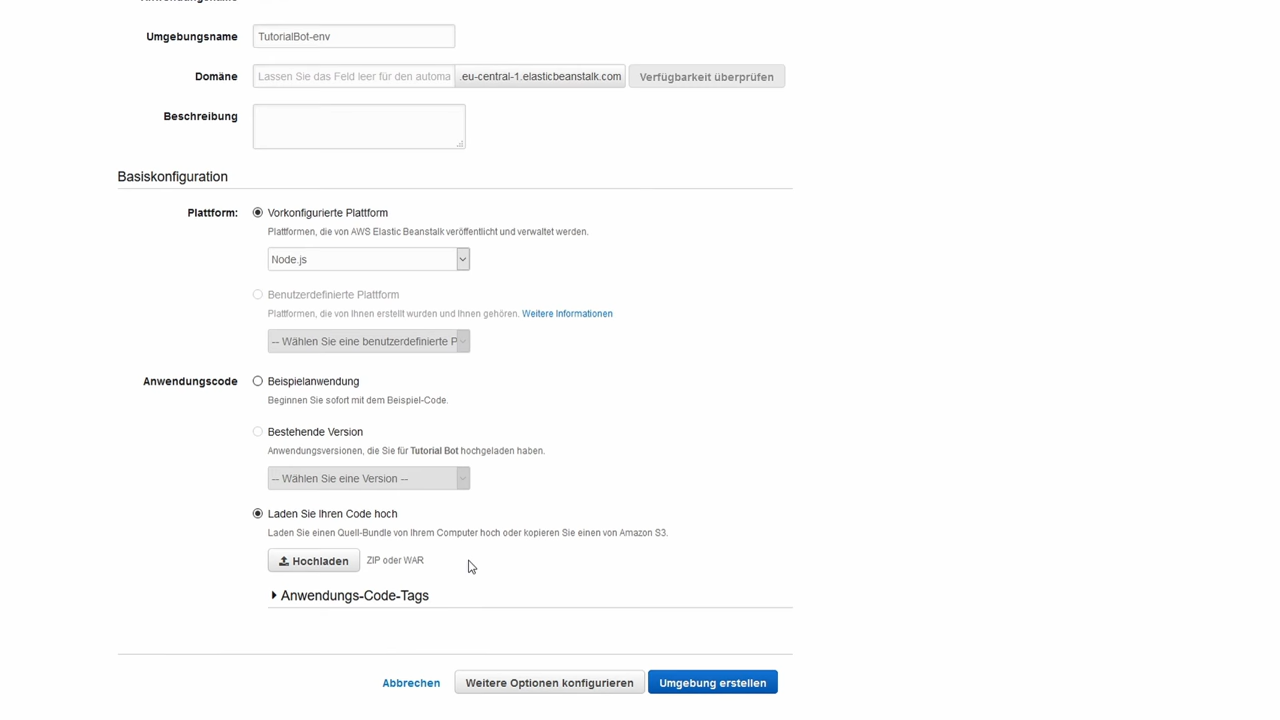 Umgebungsname TutorialBot-env
Domäne Lassen Sie das Feld leer für den automa .eu-central-1.elasticbeanstalk.com Verfügbarkeit überprüfen
Beschreibung
Basiskonfiguration
Plattform: Vorkonfigurierte Plattform
Plattformen, die von AWS Elastic Beanstalk veröffentlicht und verwaltet werden.
Node.js
Benutzerdefinierte Plattform
Plattformen, die von Ihnen erstellt wurden und Ihnen gehören. Weitere Informationen
-- Wählen Sie eine benutzerdefinierte P
Anwendungscode Beispielanwendung
Beginnen Sie sofort mit dem Beispiel-Code.
Bestehende Version
Anwendungsversionen, die Sie für Tutorial Bot hochgeladen haben.
-- Wählen Sie eine Version --
Laden Sie Ihren Code hoch
Laden Sie einen Quell-Bundle von Ihrem Computer hoch oder kopieren Sie einen von Amazon S3.
Hochladen ZIP oder WAR
Anwendungs-Code-Tags
Abbrechen Weitere Optionen konfigurieren Umgebung erstellen